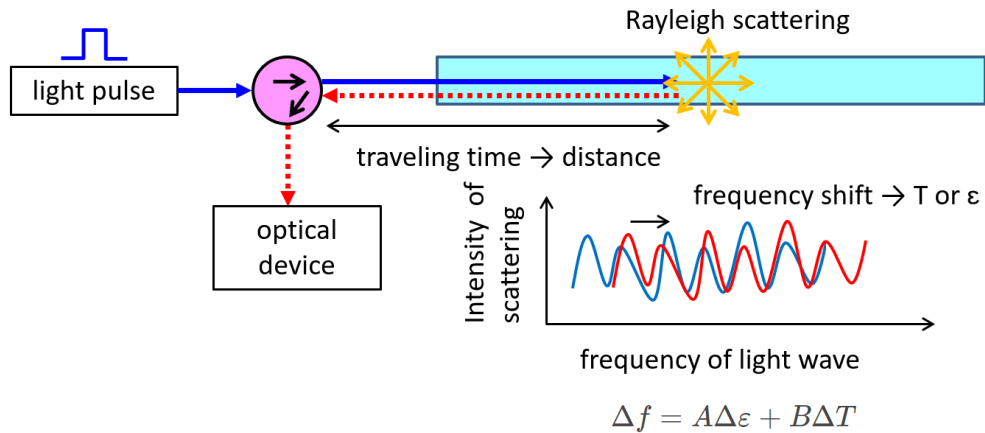 Rayleigh scattering
light pulse
traveling time → distance
optical
device
frequency shift → T or ε
Intensity of
scattering
frequency of light wave
Δf = AΔε + BΔT